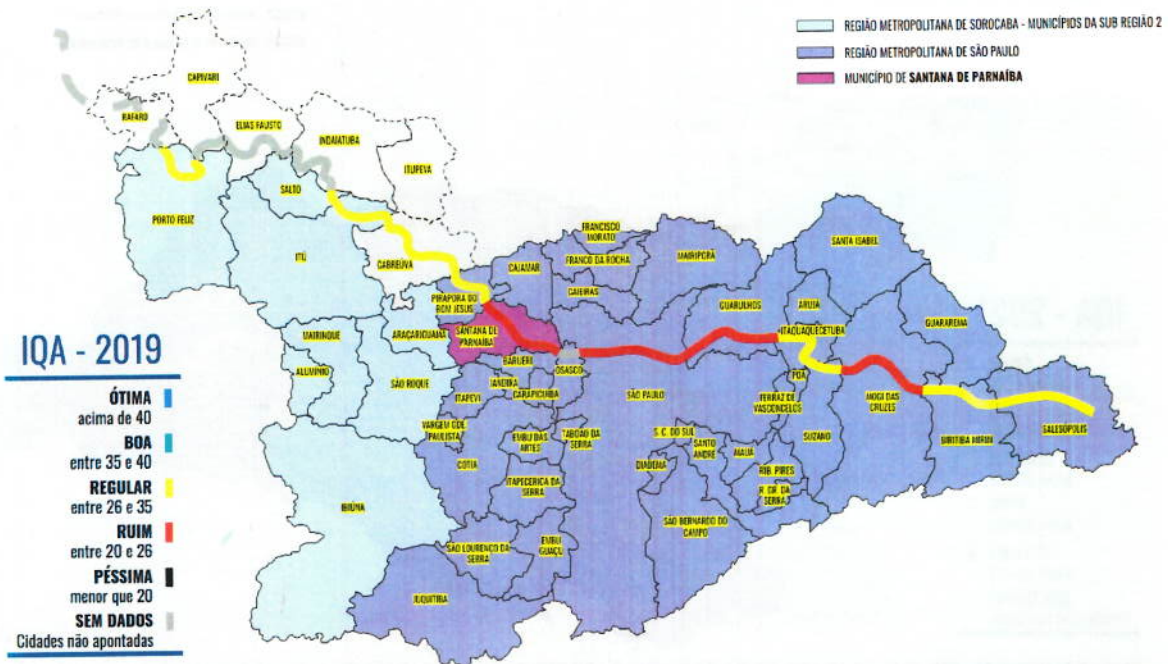 REGIÃO METROPOLITANA DE SOROCABA - MUNICÍPIOS DA SUB REGIÃO 2
REGIÃO METROPOLITANA DE SÃO PAULO
MUNICÍPIO DE SANTANA DE PARNAÍBA
CAPIVARI
RAFARD
ELIAS FAUSTO
INDAIATUBA
ITUPEVA
SALTO
PORTO FELIZ
ITÚ
CABREÚVA
PIRAPORA DO
BOM JESUS
CAJAMAR
FRANCISCO
MORATO
FRANCO DA ROCHA
CAIEIRAS
MAIRIPORÃ
SANTA ISABEL
GUARULHOS
ARUJÁ
ITAQUAQUECETUBA
GUARAREMA
MAIRINQUE
ARAÇARIGUAMA
SANTANA DE
PARNAÍBA
BARUERI
OSASCO
ALUMÍNIO
SÃO ROQUE
JANDIRA
ITAPEVI
CARAPICUIBA
SÃO PAULO
POÁ
FERRAZ DE
VASCONCELOS
MOGI DAS
CRUZES
SUZANO
BIRITIBA MIRIM
SALESÓPOLIS
VARGEM GDE.
PAULISTA
COTIA
EMBU DAS
ARTES
TABOÃO DA
SERRA
S. C. DO SUL
SANTO
ANDRÉ
MAUÁ
DIADEMA
RIB. PIRES
R. GR. DA
SERRA
ITAPECERICA DA
SERRA
IBIÚNA
SÃO BERNARDO DO
CAMPO
SÃO LOURENÇO DA
SERRA
EMBU
GUAÇU
JUQUITIBA
IQA - 2019
ÓTIMA
acima de 40
BOA
entre 35 e 40
REGULAR
entre 26 e 35
RUIM
entre 20 e 26
PÉSSIMA
menor que 20
SEM DADOS
Cidades não apontadas